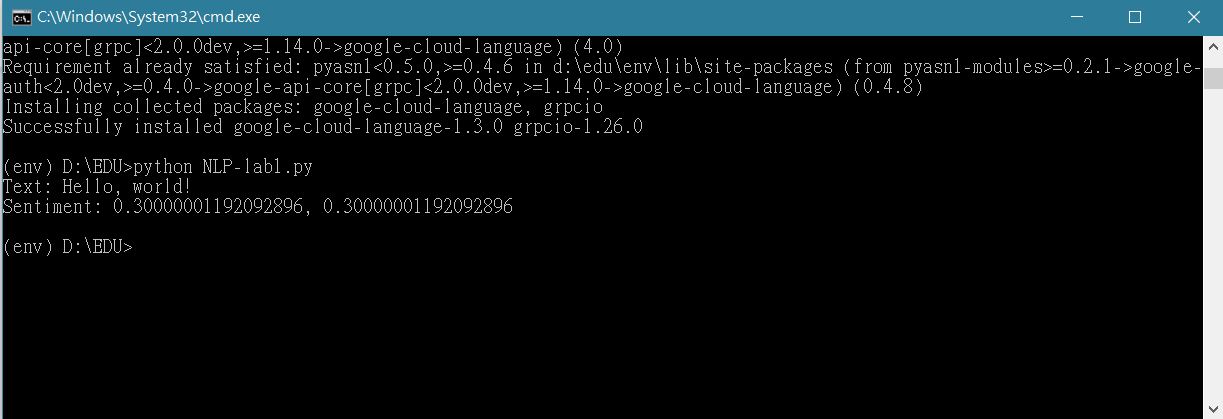 C:\Windows\System32\cmd.exe
api-core[grpc]<2.0.0dev,>=1.14.0->google-cloud-language) (4.0)
Requirement already satisfied: pyasn1<0.5.0,>=0.4.6 in d:\edu\env\lib\site-packages (from pyasn1-modules>=0.2.1->google-
auth<2.0dev,>=0.4.0->google-api-core[grpc]<2.0.0dev,>=1.14.0->google-cloud-language) (0.4.8)
Installing collected packages: google-cloud-language, grpcio
Successfully installed google-cloud-language-1.3.0 grpcio-1.26.0
(env) D:\EDU>python NLP-lab1.py
Text: Hello, world!
Sentiment: 0.30000001192092896, 0.30000001192092896
(env) D:\EDU>